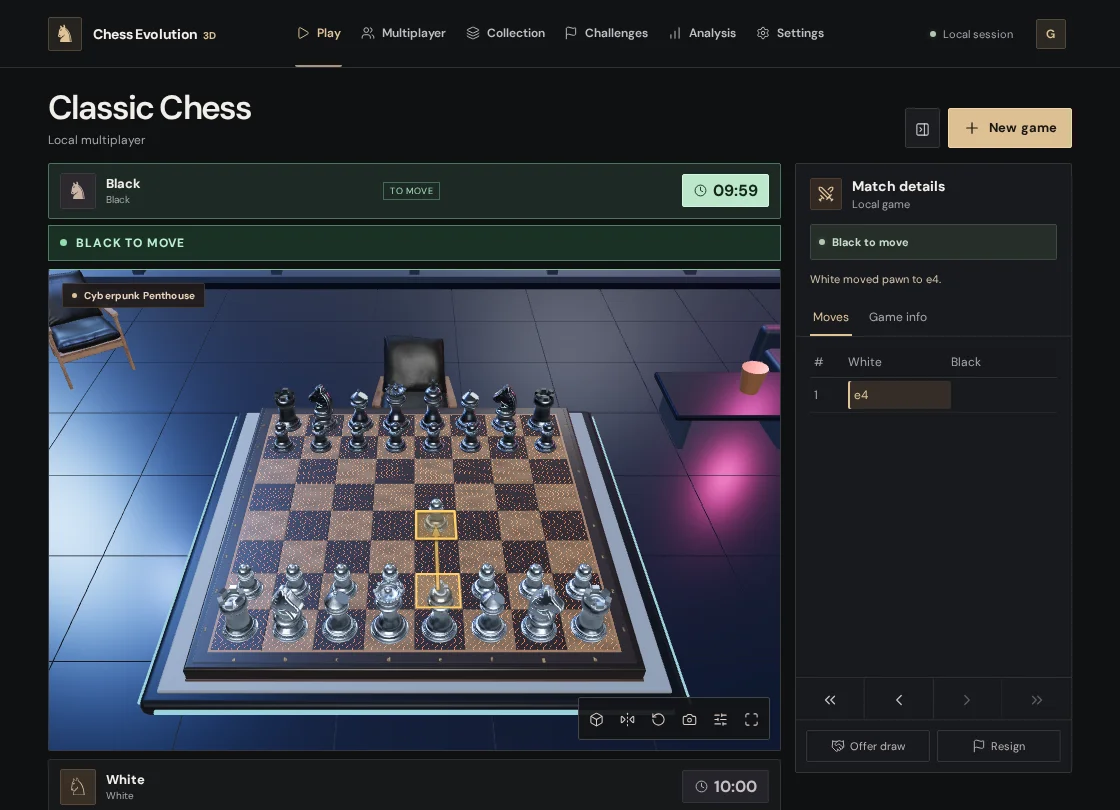 Chess Evolution 3D
Play
Multiplayer
Collection
Challenges
Analysis
Settings
Local session
G
Classic Chess
Local multiplayer
New game
Black
Black
TO MOVE
09:59
BLACK TO MOVE
Cyberpunk Penthouse
White
White
10:00
Match details
Local game
Black to move
White moved pawn to e4.
Moves
Game info
# White Black
1 e4
Offer draw
Resign